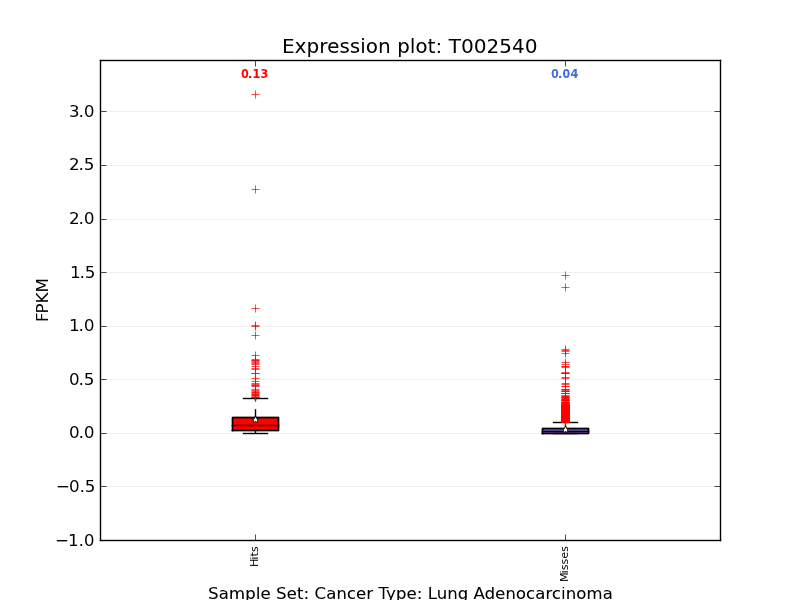 Expression plot: T002540
0.13 0.04
3.0
2.5
2.0
1.5
1.0
0.5
0.0
−0.5
−1.0
FPKM
Hits Misses
Sample Set: Cancer Type: Lung Adenocarcinoma